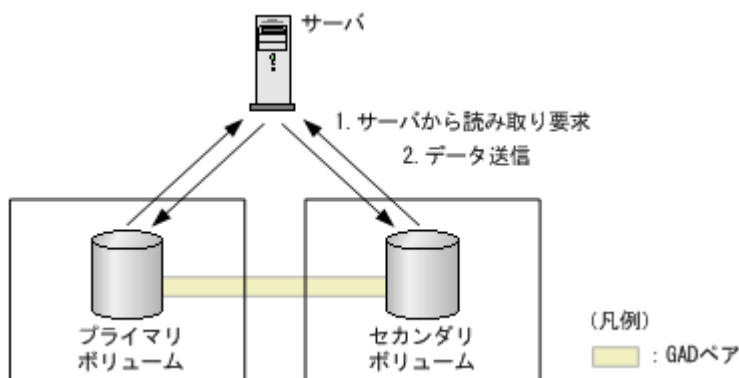 サーバ
1. サーバから読み取り要求
2. データ送信
プライマリ
ボリューム
セカンダリ
ボリューム
(凡例)
: GADペア